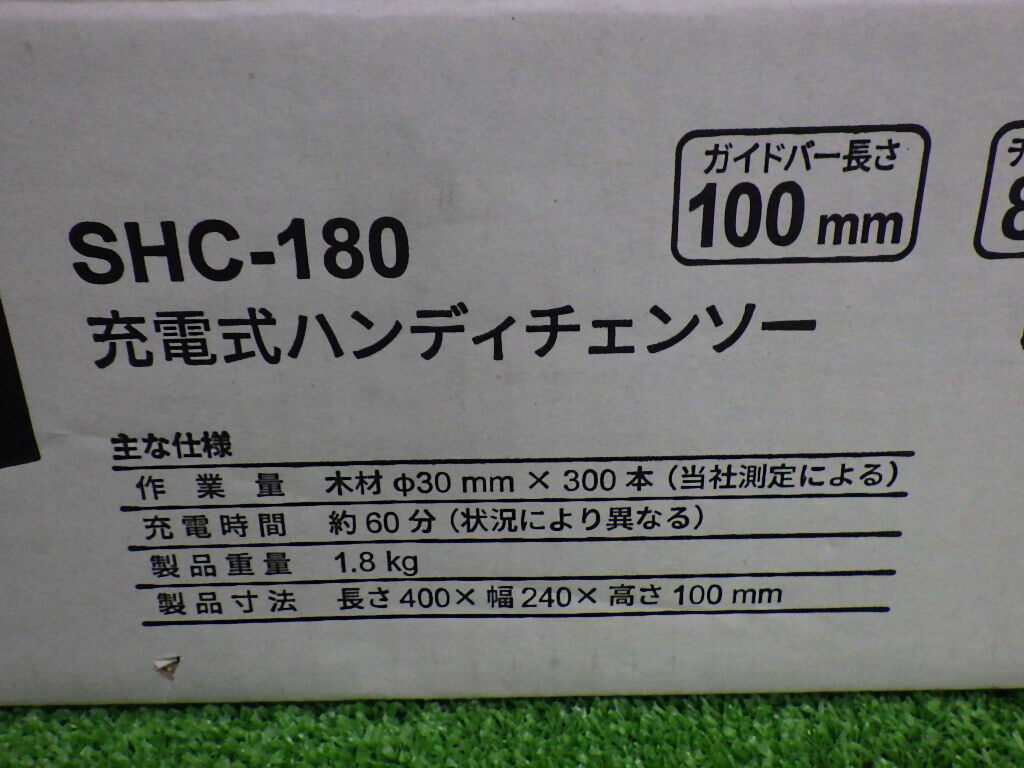 ガイドバー長さ
100 mm
SHC-180
充電式ハンディチェンソー
主な仕様
作業量 木材 φ30 mm × 300 本（当社測定による）
充電時間 約 60 分（状況により異なる）
製品重量 1.8 kg
製品寸法 長さ 400 × 幅 240 × 高さ 100 mm